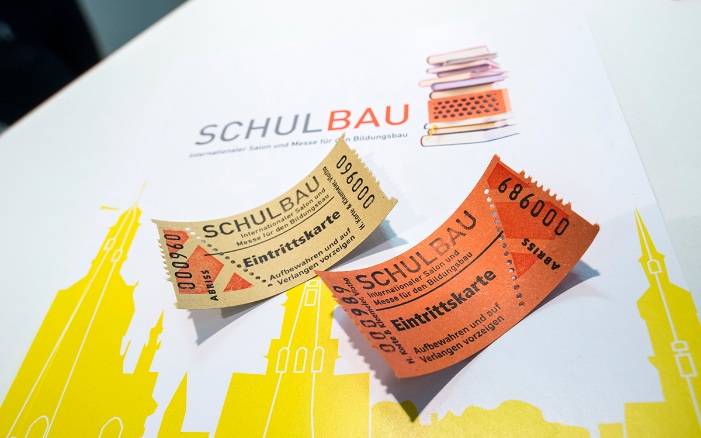 SCHULBAU
Internationaler Salon und Messe für den Bildungsbau
000960
ABRISS
SCHULBAU
Internationaler Salon und
Messe für den Bildungsbau
Eintrittskarte
Aufbewahren und auf
Verlangen vorzeigen
000960
000989
SCHULBAU
Internationaler Salon und
Messe für den Bildungsbau
Eintrittskarte
Aufbewahren und auf
Verlangen vorzeigen
000989
ABRISS